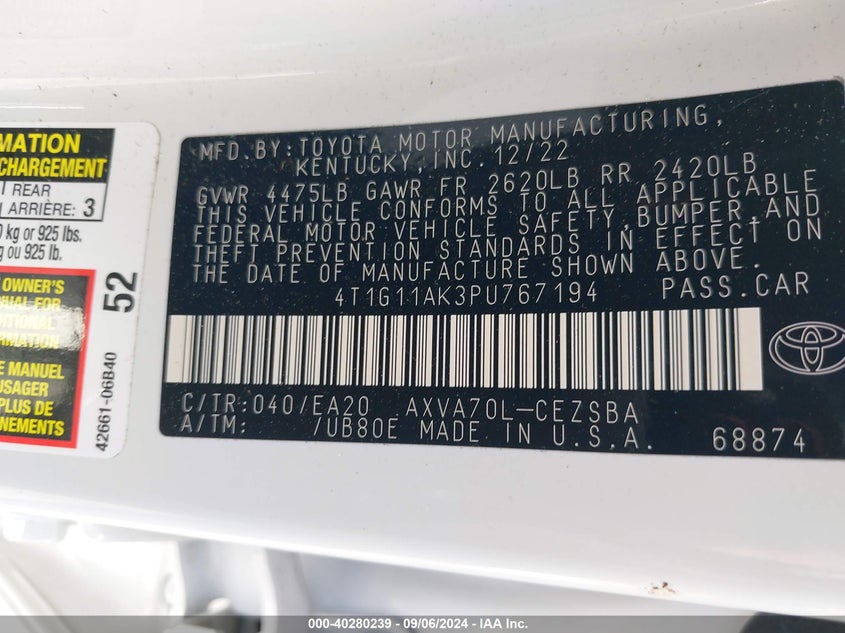 MATION
CHARGEMENT
REAR
ARRIÈRE: 3
kg or 925 lbs.
ou 925 lb.
OWNER'S
FOR
MANUEL
52
42661-06B40
MFD. BY: TOYOTA MOTOR MANUFACTURING,
KENTUCKY, INC. 12/22
GVWR 4475LB GAWR FR 2620LB RR 2420LB
THIS VEHICLE CONFORMS TO ALL APPLICABLE
FEDERAL MOTOR VEHICLE SAFETY, BUMPER, AND
THEFT PREVENTION STANDARDS IN EFFECT ON
THE DATE OF MANUFACTURE SHOWN ABOVE.
4T1G11AK3PU767194 PASS. CAR
C/TR: 040/EA20 AXVA70L-CEZSBA
A/TM: /UB80E MADE IN U.S.A. 68874
000-40280239 - 09/06/2024 - IAA Inc.